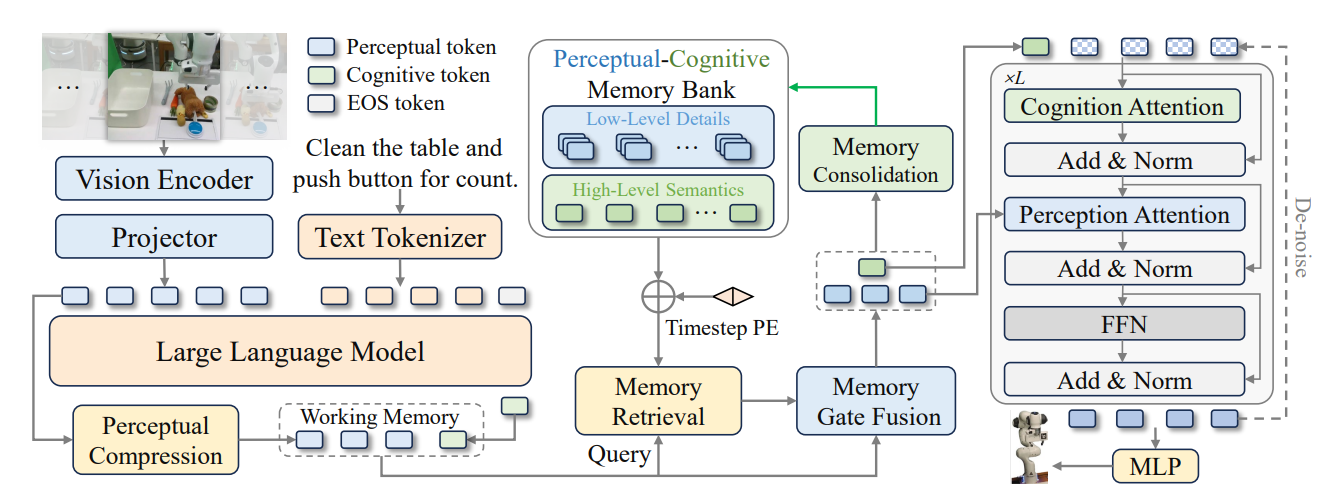 Perceptual token
Cognitive token
EOS token
...
...
Vision Encoder
Projector
Clean the table and
push button for count.
Text Tokenizer
Large Language Model
Perceptual
Compression
Working Memory
Perceptual-Cognitive
Memory Bank
Low-Level Details
...
High-Level Semantics
...
Timestep PE
Memory
Retrieval
Query
Memory
Gate Fusion
Memory
Consolidation
×L
Cognition Attention
Add & Norm
Perception Attention
Add & Norm
FFN
Add & Norm
De-noise
MLP